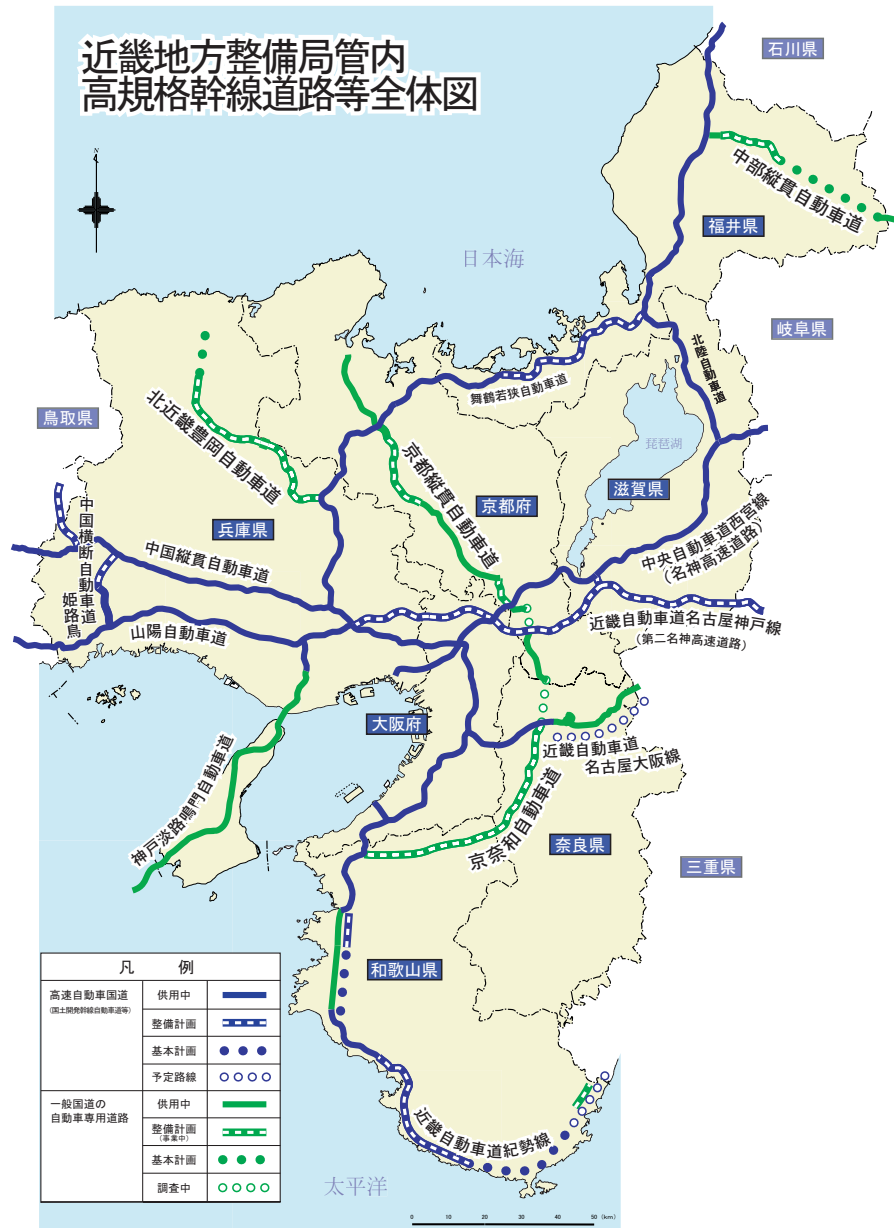 近畿地方整備局管内
高規格幹線道路等全体図
石川県
N
中部縦貫自動車道
福井県
日本海
岐阜県
北陸自動車道
舞鶴若狭自動車道
鳥取県
北近畿豊岡自動車道
琵琶湖
京都縦貫自動車道
滋賀県
京都府
兵庫県
中央自動車道西宮線
（名神高速道路）
中国横断自動車道
姫路鳥
中国縦貫自動車道
山陽自動車道
近畿自動車道名古屋神戸線
（第二名神高速道路）
大阪府
近畿自動車道
名古屋大阪線
神戸淡路鳴門自動車道
京奈和自動車道
奈良県
三重県
和歌山県
凡 例
高速自動車国道
（国土開発幹線自動車道等）
供用中
整備計画
基本計画
予定路線
一般国道の
自動車専用道路
供用中
整備計画
（事業中）
基本計画
調査中
近畿自動車道紀勢線
太平洋
0 10 20 30 40 50 (km)